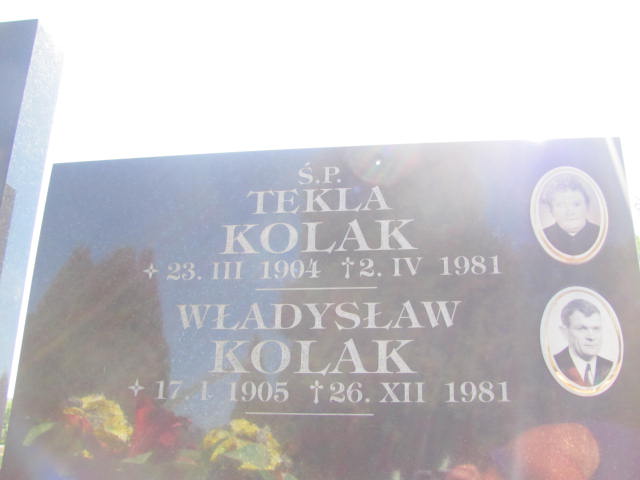 Ś.P.
TEKLA
KOLAK
✦ 23. III 1904 † 2. IV 1981
WŁADYSŁAW
KOLAK
✦ 17. I 1905 † 26. XII 1981